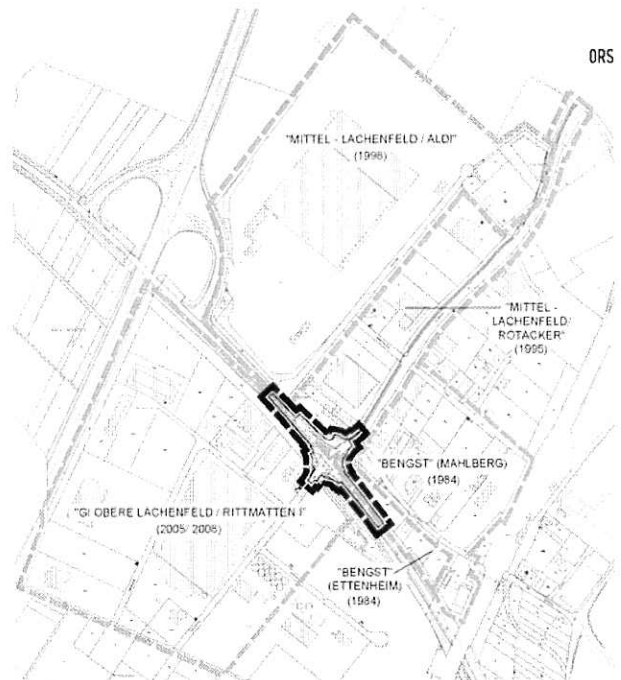 ORS
"MITTEL - LACHENFELD / ALDI"
(1998)
"MITTEL -
LACHENFELD/
ROTACKER"
(1995)
"BENGST" (MAHLBERG)
(1984)
"GI OBERE LACHENFELD / RITTMATTEN I"
(2005/ 2008)
"BENGST"
(ETTENHEIM)
(1984)